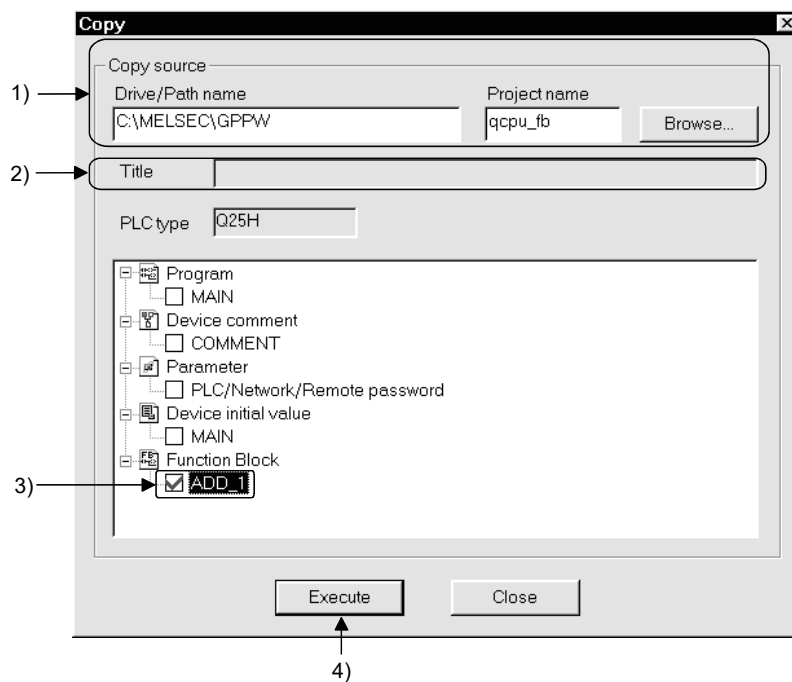 Copy
Copy source
1)
Drive/Path name Project name
C:\MELSEC\GPPW qcpu_fb Browse...
2) Title
PLC type Q25H
Program
MAIN
Device comment
COMMENT
Parameter
PLC/Network/Remote password
Device initial value
MAIN
FB Function Block
3) ADD_1
Execute Close
4)